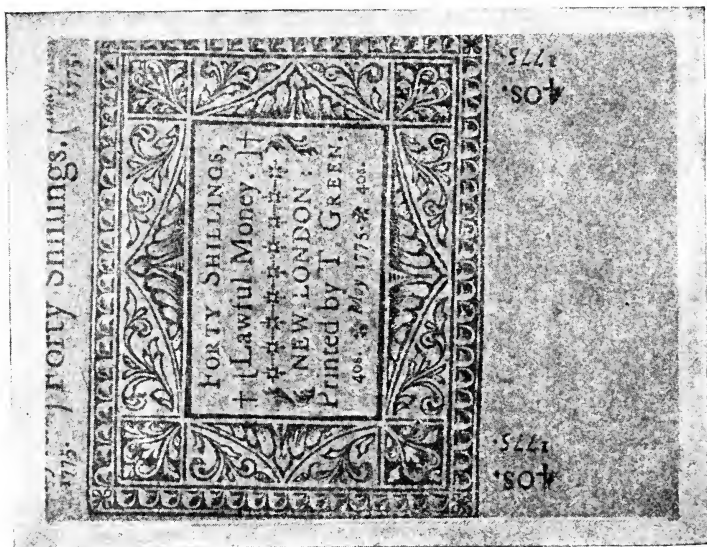 Forty Shillings.
1775. 1775.
FORTY SHILLINGS,
†[Lawful Money.]†
NEW LONDON:
Printed by T GREEN.
40s. * May 1775. * 40s.
40s. 40s.
1775. 1775.